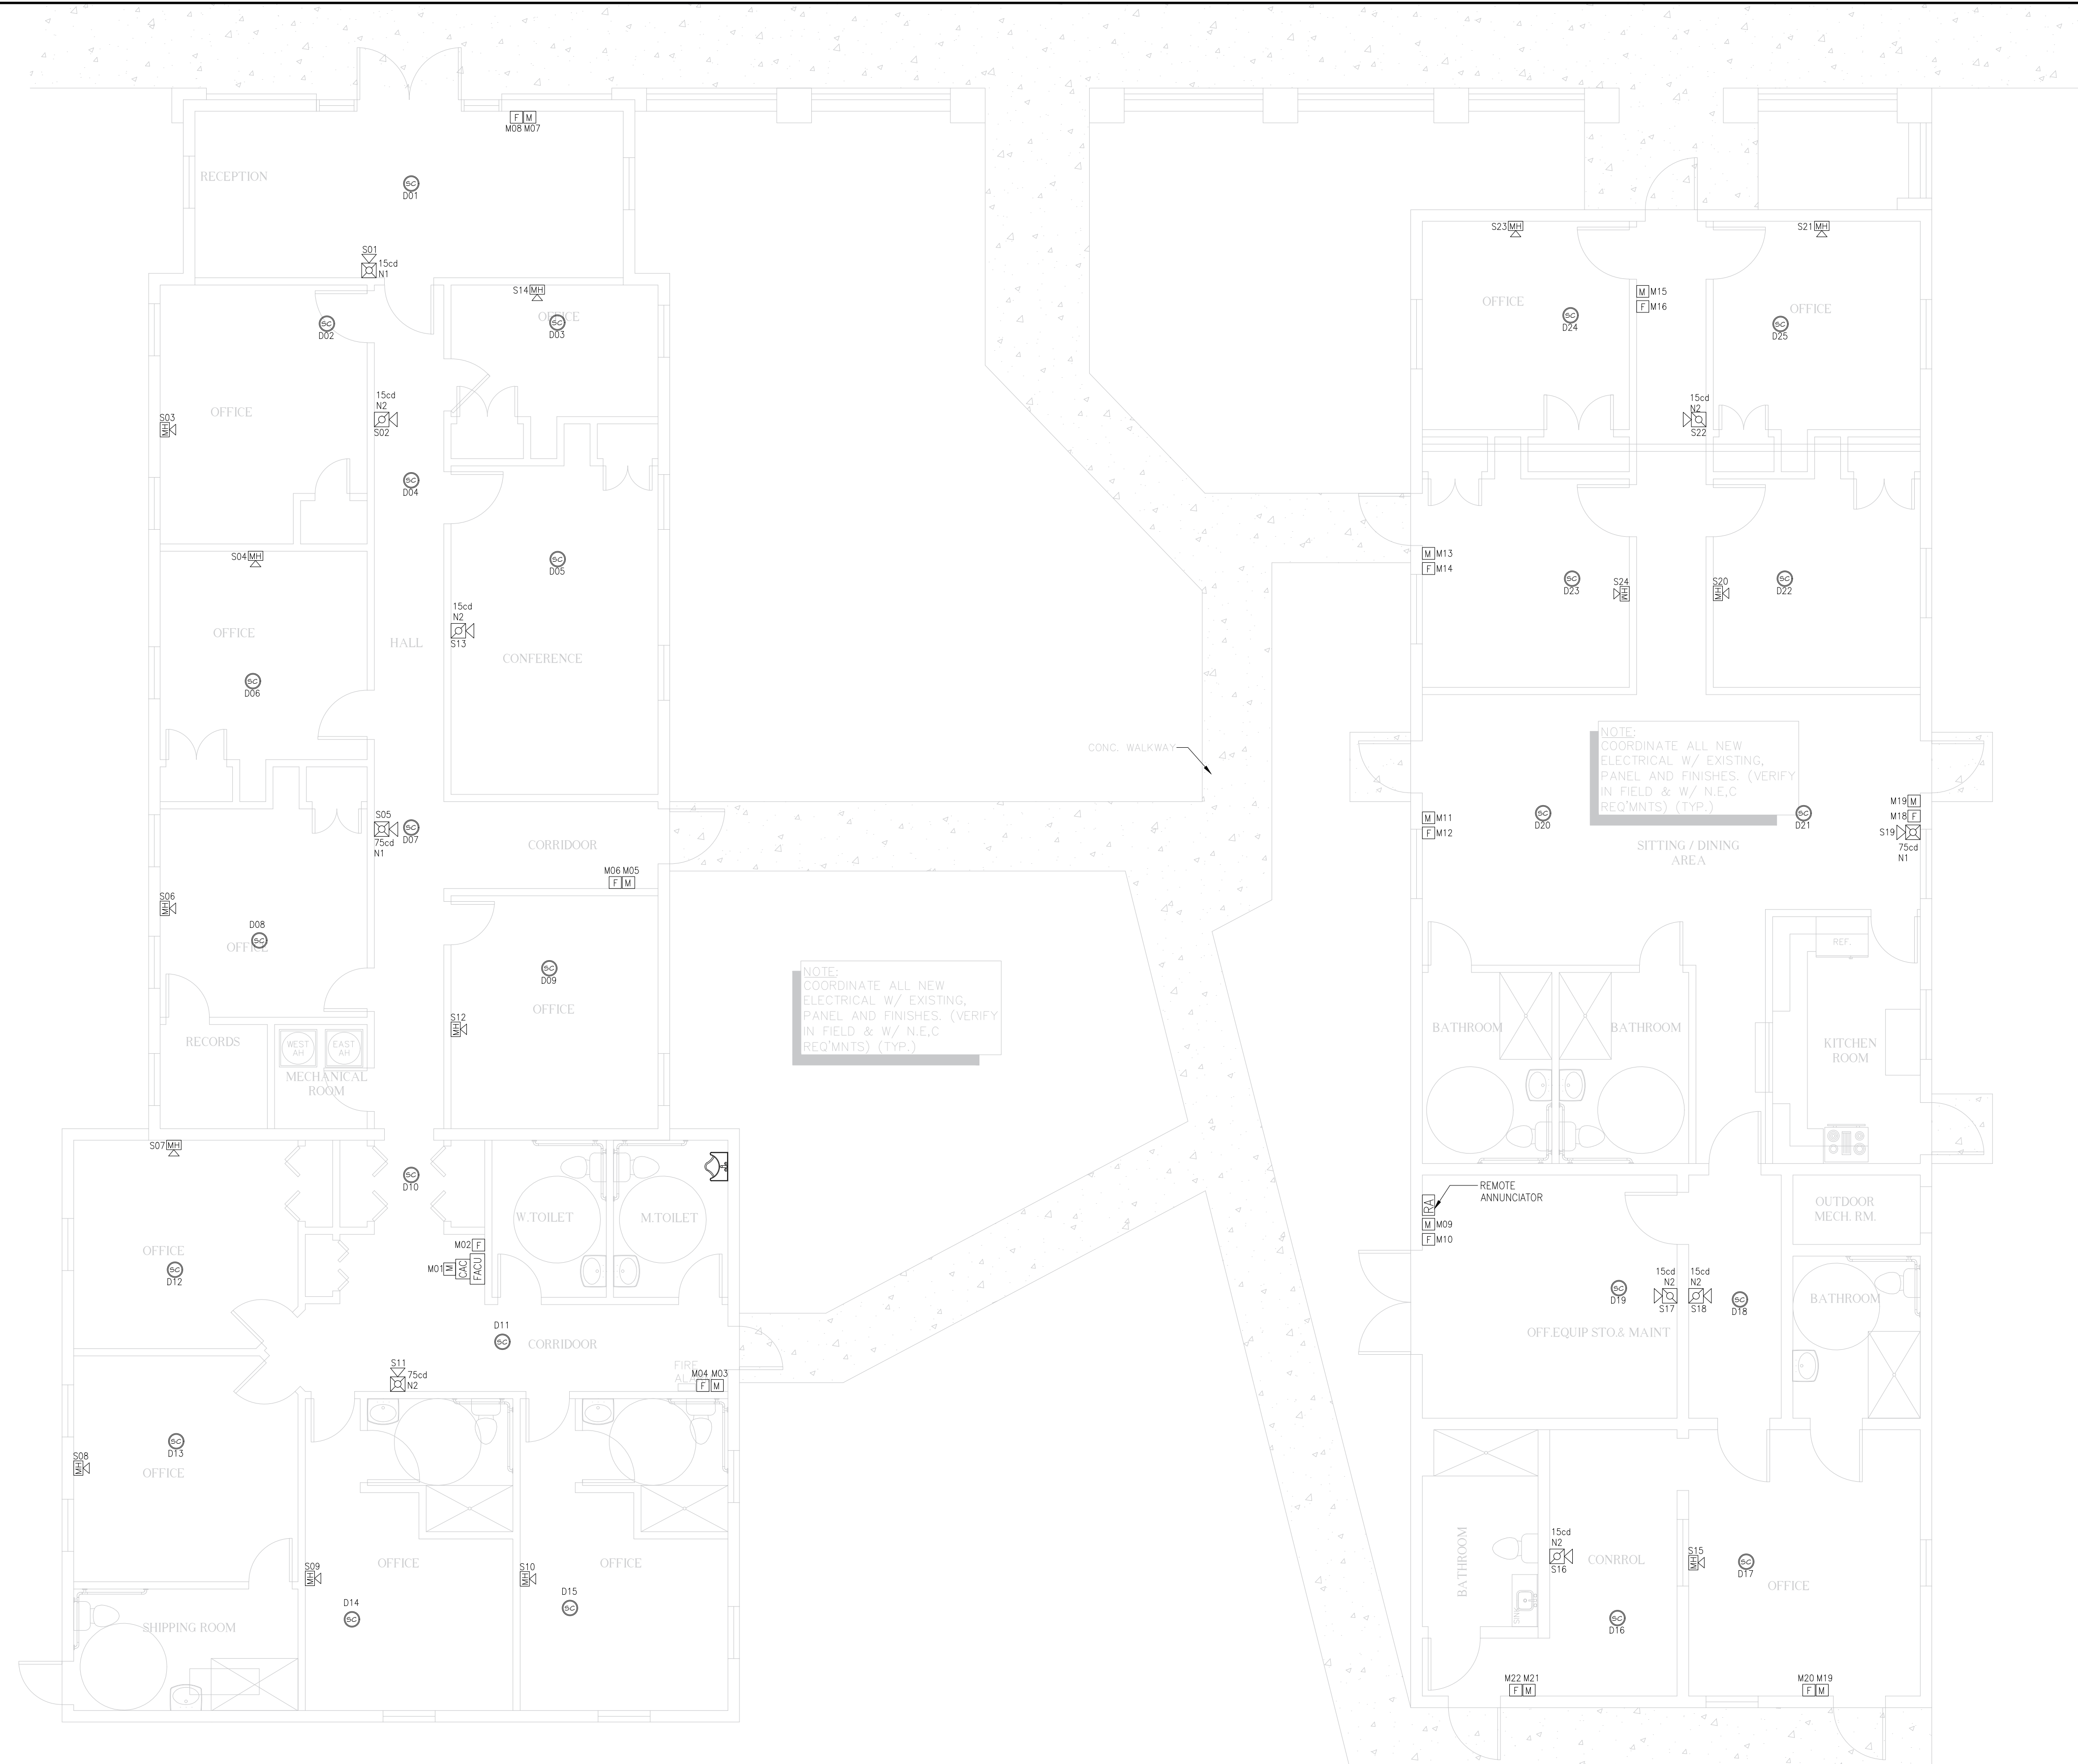 F M
M08 M07
RECEPTION
SC
D01
S01
15cd
N1
S14 MH
OFFICE
SC
D02
SC
D03
15cd
N2
S02
OFFICE
S03
MH
SC
D04
S04 MH
SC
D05
15cd
N2
S13
OFFICE
HALL
CONFERENCE
SC
D06
S05
75cd
N1
SC
D07
CORRIDOR
M06 M05
F M
S06
MH
D08
SC
OFFICE
SC
D09
OFFICE
S12
MH
RECORDS
WEST
AH
EAST
AH
MECHANICAL
ROOM
S07 MH
SC
D10
W.TOILET
M.TOILET
OFFICE
SC
D12
M02 F
M01 M
CAC
FACU
D11
SC
CORRIDOR
FIRE
M04 M03
F M
S11
75cd
N2
SC
D13
OFFICE
S08
MH
S09
MH
OFFICE
S10
MH
OFFICE
D14
SC
D15
SC
SHIPPING ROOM
CONC. WALKWAY
NOTE:
COORDINATE ALL NEW
ELECTRICAL W/ EXISTING,
PANEL AND FINISHES. (VERIFY
IN FIELD & W/ N.E,C
REQ'MNTS) (TYP.)
S23 MH
S21 MH
OFFICE
SC
D24
M M15
F M16
OFFICE
SC
D25
15cd
N2
S22
M M13
F M14
SC
D23
S24
MH
S20
MH
SC
D22
NOTE:
COORDINATE ALL NEW
ELECTRICAL W/ EXISTING,
PANEL AND FINISHES. (VERIFY
IN FIELD & W/ N.E,C
REQ'MNTS) (TYP.)
M M11
F M12
SC
D20
SC
D21
SITTING / DINING
AREA
M19 M
M18 F
S19
75cd
N1
REF.
BATHROOM
BATHROOM
KITCHEN
ROOM
REMOTE
ANNUNCIATOR
RA
M M09
F M10
OUTDOOR
MECH. RM.
SC
D19
15cd
N2
S17
15cd
N2
S18
SC
D18
BATHROOM
OFF.EQUIP STO.& MAINT
BATHROOM
SINK
15cd
N2
S16
CONRROL
S15
MH
SC
D17
OFFICE
SC
D16
M22 M21
F M
M20 M19
F M